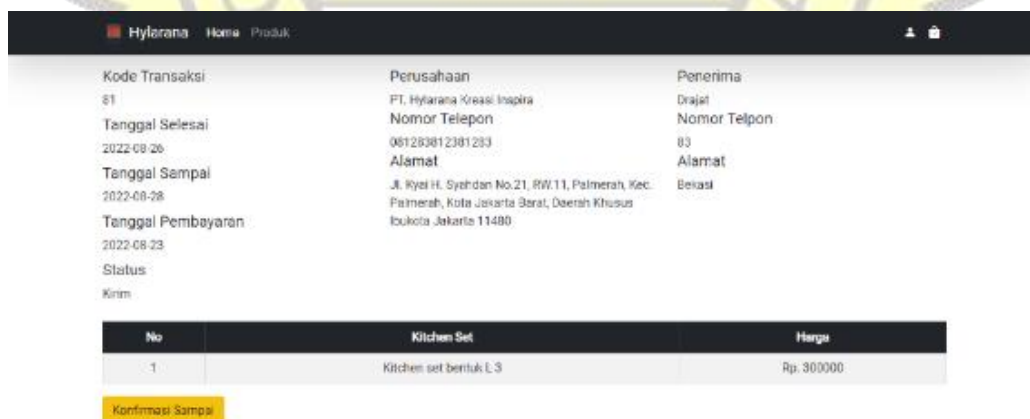 Hylarana Home Produk
Kode Transaksi
81
Tanggal Selesai
2022-08-26
Tanggal Sampai
2022-08-28
Tanggal Pembayaran
2022-08-23
Status
Kirim
Perusahaan
PT. Hylarana Kreasi Inspira
Nomor Telepon
081283812381283
Alamat
Jl. Kyai H. Syahdan No.21, RW.11, Palmerah, Kec.
Palmerah, Kota Jakarta Barat, Daerah Khusus
Ibukota Jakarta 11480
Penerima
Drajat
Nomor Telpon
83
Alamat
Bekasi
No Kitchen Set Harga
1 Kitchen set bentuk L 3 Rp. 300000
Konfirmasi Sampai